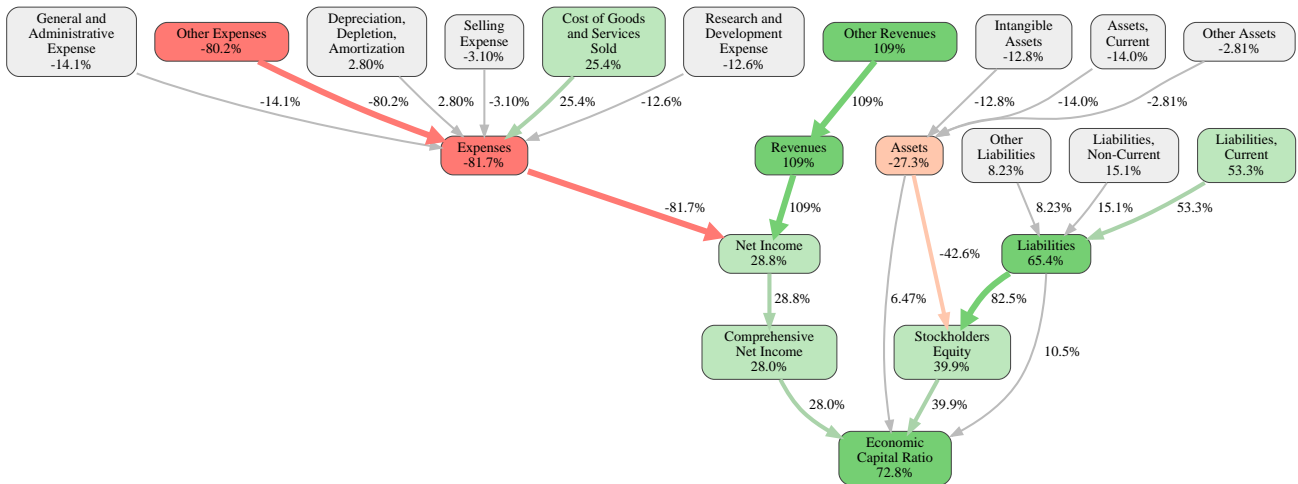 General and
Administrative
Expense
-14.1%
Other Expenses
-80.2%
Depreciation,
Depletion,
Amortization
2.80%
Selling
Expense
-3.10%
Cost of Goods
and Services
Sold
25.4%
Research and
Development
Expense
-12.6%
Other Revenues
109%
Intangible
Assets
-12.8%
Assets,
Current
-14.0%
Other Assets
-2.81%
-14.1%
-80.2%
2.80%
-3.10%
25.4%
-12.6%
109%
-12.8%
-14.0%
-2.81%
Expenses
-81.7%
Revenues
109%
Assets
-27.3%
Other
Liabilities
8.23%
Liabilities,
Non-Current
15.1%
Liabilities,
Current
53.3%
-81.7%
109%
8.23%
15.1%
53.3%
Net Income
28.8%
-42.6%
Liabilities
65.4%
28.8%
6.47%
82.5%
Comprehensive
Net Income
28.0%
Stockholders
Equity
39.9%
10.5%
28.0%
39.9%
Economic
Capital Ratio
72.8%